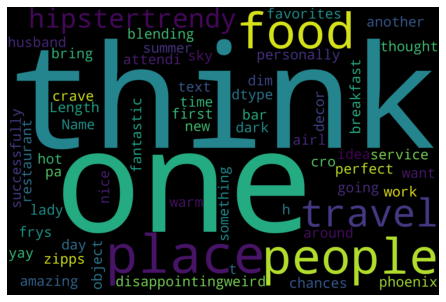 hipstertrendy food favorites another
husband blending summer sky personally thought
bring attendi
think
crave text dim dtype breakfast
Length time bar decor
Name first new dark airl
successfully restaurant fantastic
one
hot pa cro idea service
nice perfect want
lady warm something h going work travel
frys around
day place people
yay zipps object t chances
amazing disappointing weird phoenix